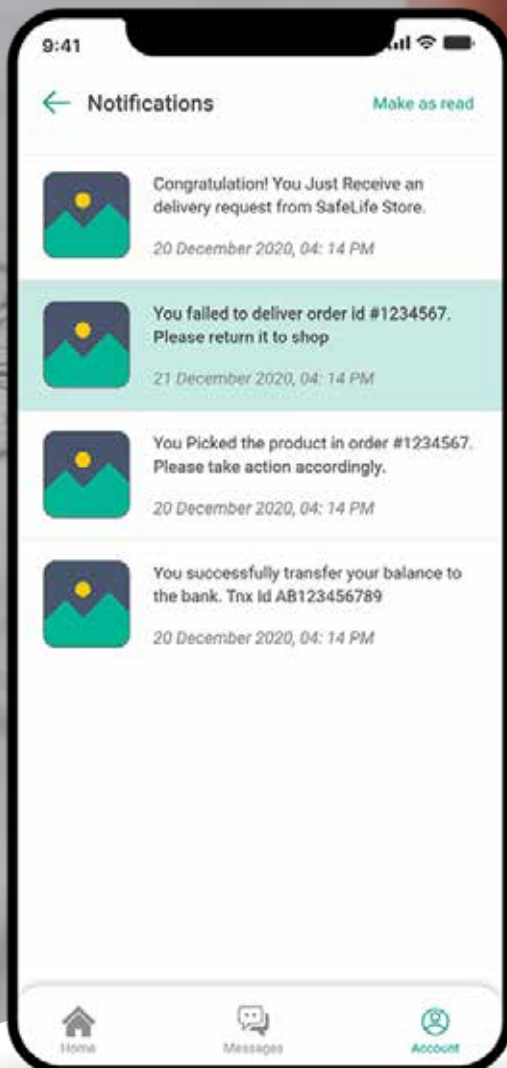 9:41
Notifications
Make as read
Congratulation! You Just Receive an
delivery request from SafeLife Store.
20 December 2020, 04: 14 PM
You failed to deliver order id #1234567.
Please return it to shop
21 December 2020, 04: 14 PM
You Picked the product in order #1234567.
Please take action accordingly.
20 December 2020, 04: 14 PM
You successfully transfer your balance to
the bank. Tnx Id AB123456789
20 December 2020, 04: 14 PM
Home
Messages
Account